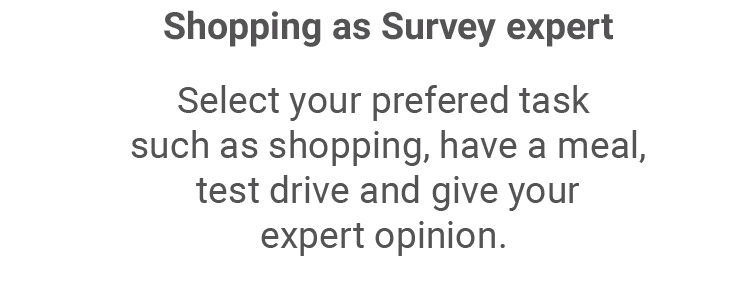 Shopping as Survey expert
Select your prefered task
such as shopping, have a meal,
test drive and give your
expert opinion.